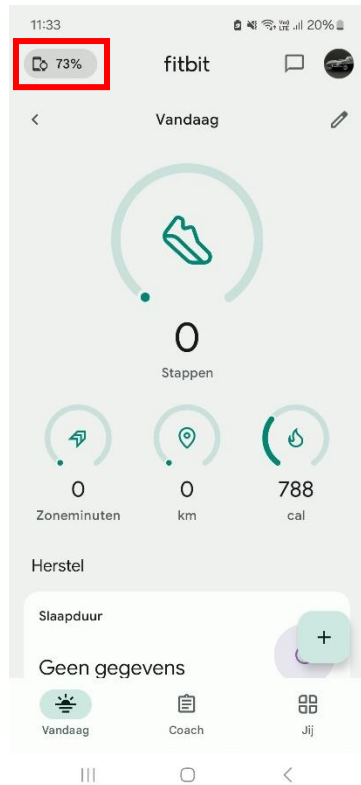 11:33 20%
73% fitbit
Vandaag
0
Stappen
0 0 788
Zoneminuten km cal
Herstel
Slaapduur
Geen gegevens
+
Vandaag Coach Jij